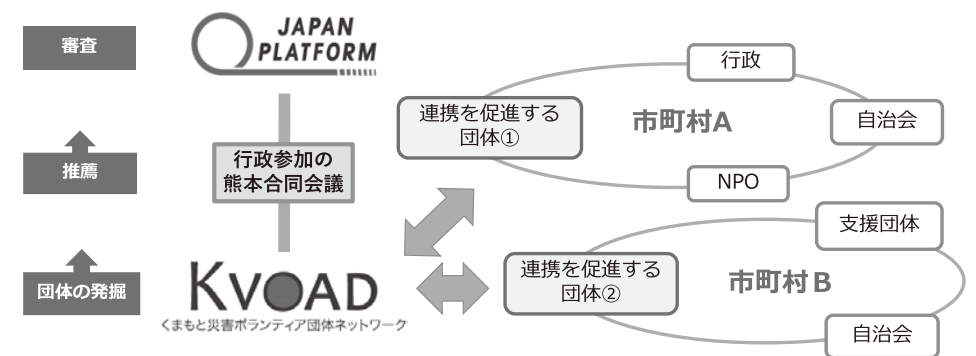 審査
推薦
団体の発掘
JAPAN
PLATFORM
行政参加の
熊本合同会議
KVOAD
くまもと災害ボランティア団体ネットワーク
連携を促進する
団体①
市町村A
行政
自治会
NPO
連携を促進する
団体②
市町村B
支援団体
自治会